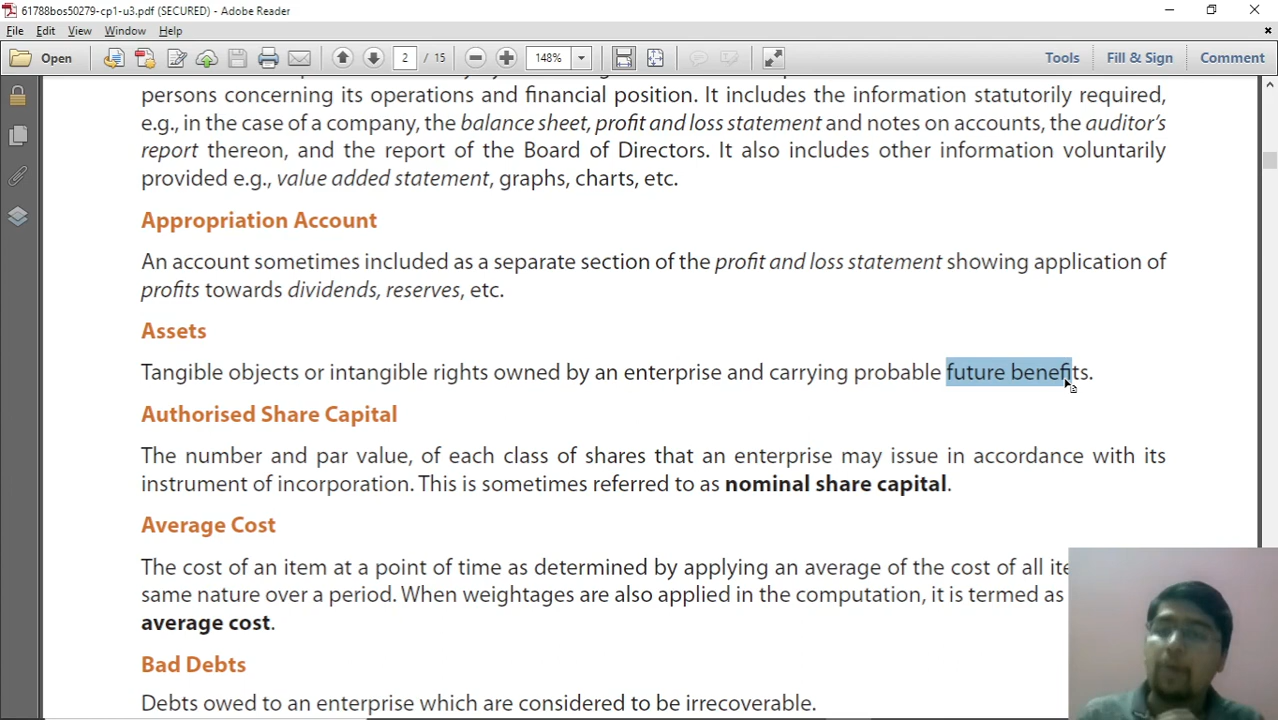 61788bos50279-cp1-u3.pdf (SECURED) - Adobe Reader
File Edit View Window Help
Open 2 / 15 148% Tools Fill & Sign Comment
persons concerning its operations and financial position. It includes the information statutorily required,
e.g., in the case of a company, the balance sheet, profit and loss statement and notes on accounts, the auditor's
report thereon, and the report of the Board of Directors. It also includes other information voluntarily
provided e.g., value added statement, graphs, charts, etc.
Appropriation Account
An account sometimes included as a separate section of the profit and loss statement showing application of
profits towards dividends, reserves, etc.
Assets
Tangible objects or intangible rights owned by an enterprise and carrying probable future benefits.
Authorised Share Capital
The number and par value, of each class of shares that an enterprise may issue in accordance with its
instrument of incorporation. This is sometimes referred to as nominal share capital.
Average Cost
The cost of an item at a point of time as determined by applying an average of the cost of all
same nature over a period. When weightages are also applied in the computation, it is termed as
average cost.
Bad Debts
Debts owed to an enterprise which are considered to be irrecoverable.